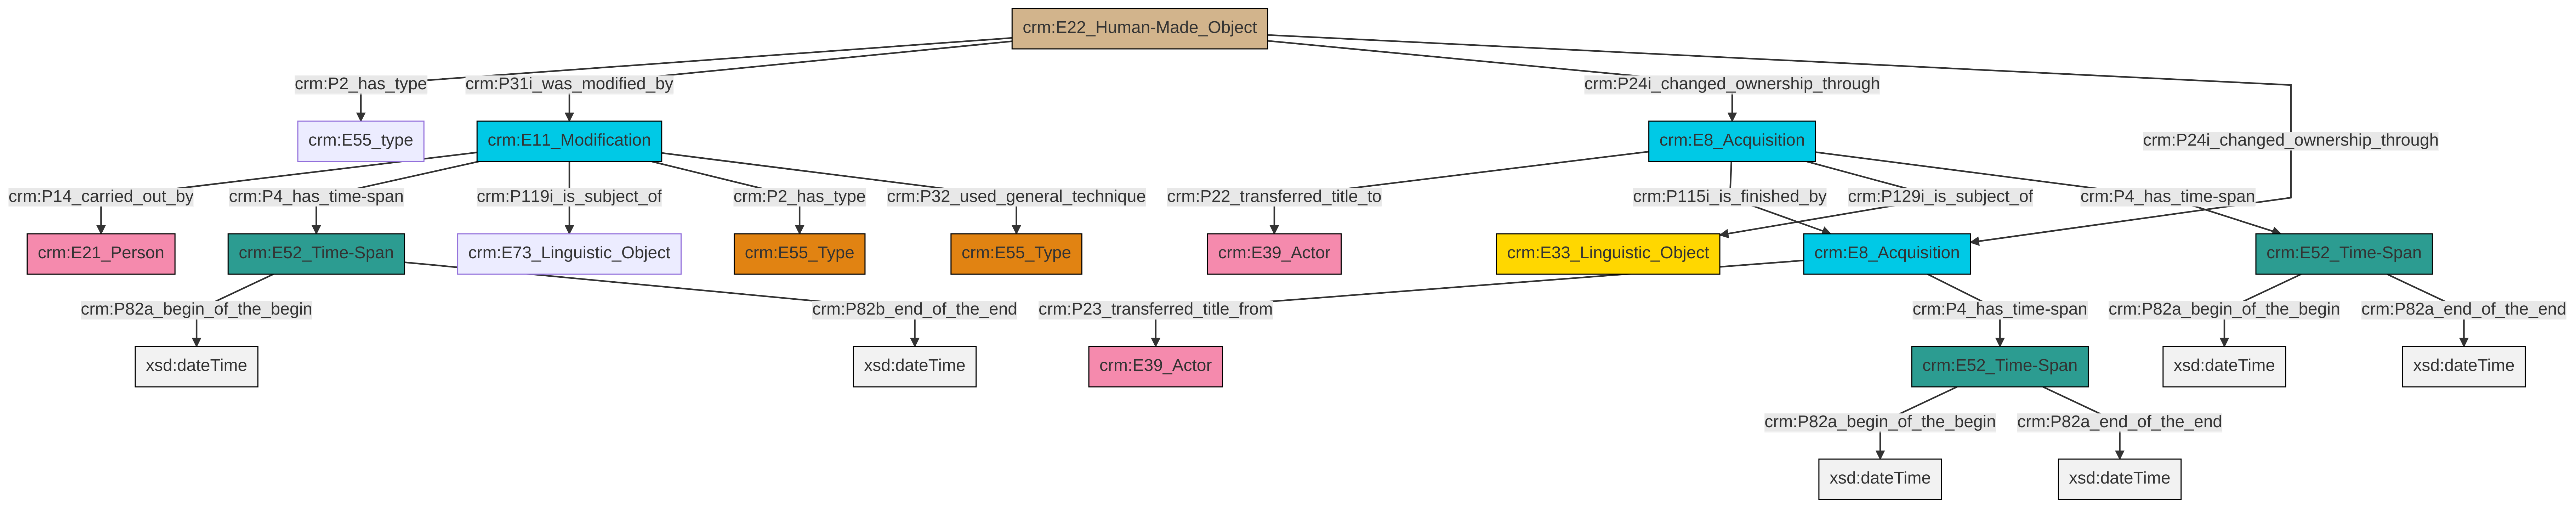 crm:E22_Human-Made_Object
crm:P2_has_type
crm:P31i_was_modified_by
crm:P24i_changed_ownership_through
crm:E55_type
crm:E11_Modification
crm:E8_Acquisition
crm:P24i_changed_ownership_through
crm:P14_carried_out_by
crm:P4_has_time-span
crm:P119i_is_subject_of
crm:P2_has_type
crm:P32_used_general_technique
crm:P22_transferred_title_to
crm:P115i_is_finished_by
crm:P129i_is_subject_of
crm:P4_has_time-span
crm:E21_Person
crm:E52_Time-Span
crm:E73_Linguistic_Object
crm:E55_Type
crm:E55_Type
crm:E39_Actor
crm:E33_Linguistic_Object
crm:E8_Acquisition
crm:E52_Time-Span
crm:P82a_begin_of_the_begin
crm:P82b_end_of_the_end
crm:P23_transferred_title_from
crm:P4_has_time-span
crm:P82a_begin_of_the_begin
crm:P82a_end_of_the_end
xsd:dateTime
xsd:dateTime
crm:E39_Actor
crm:E52_Time-Span
xsd:dateTime
xsd:dateTime
crm:P82a_begin_of_the_begin
crm:P82a_end_of_the_end
xsd:dateTime
xsd:dateTime